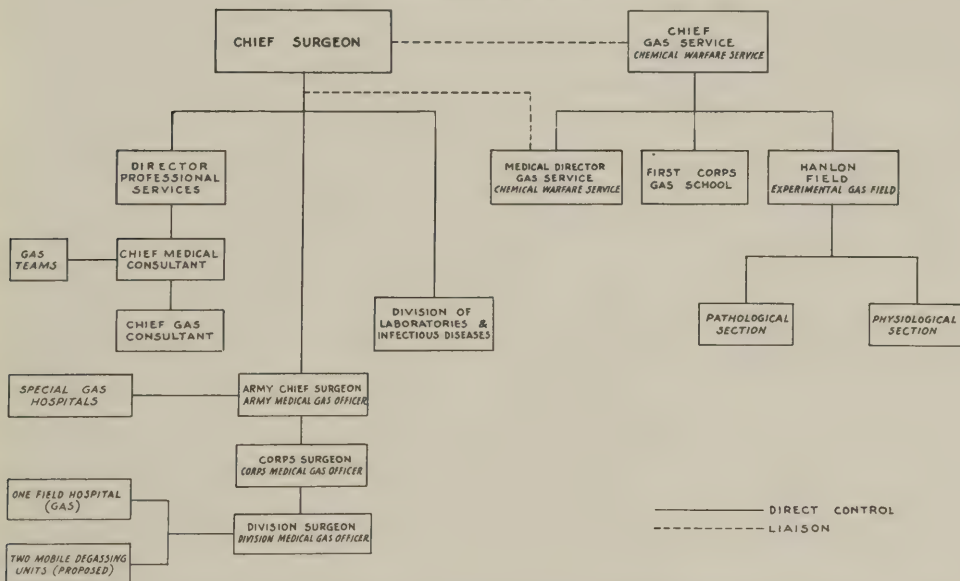 CHIEF SURGEON
CHIEF
GAS SERVICE
CHEMICAL WARFARE SERVICE
DIRECTOR
PROFESSIONAL
SERVICES
MEDICAL DIRECTOR
GAS SERVICE
CHEMICAL WARFARE SERVICE
FIRST CORPS
GAS SCHOOL
HANLON
FIELD
EXPERIMENTAL GAS FIELD
GAS
TEAMS
CHIEF MEDICAL
CONSULTANT
CHIEF GAS
CONSULTANT
DIVISION OF
LABORATORIES &
INFECTIOUS DISEASES
PATHOLOGICAL
SECTION
PHYSIOLOGICAL
SECTION
SPECIAL GAS
HOSPITALS
ARMY CHIEF SURGEON
ARMY MEDICAL GAS OFFICER
CORPS SURGEON
CORPS MEDICAL GAS OFFICER
ONE FIELD HOSPITAL
(GAS)
DIVISION SURGEON
DIVISION MEDICAL GAS OFFICER
TWO MOBILE DEGASSING
UNITS (PROPOSED)
DIRECT CONTROL
LIAISON